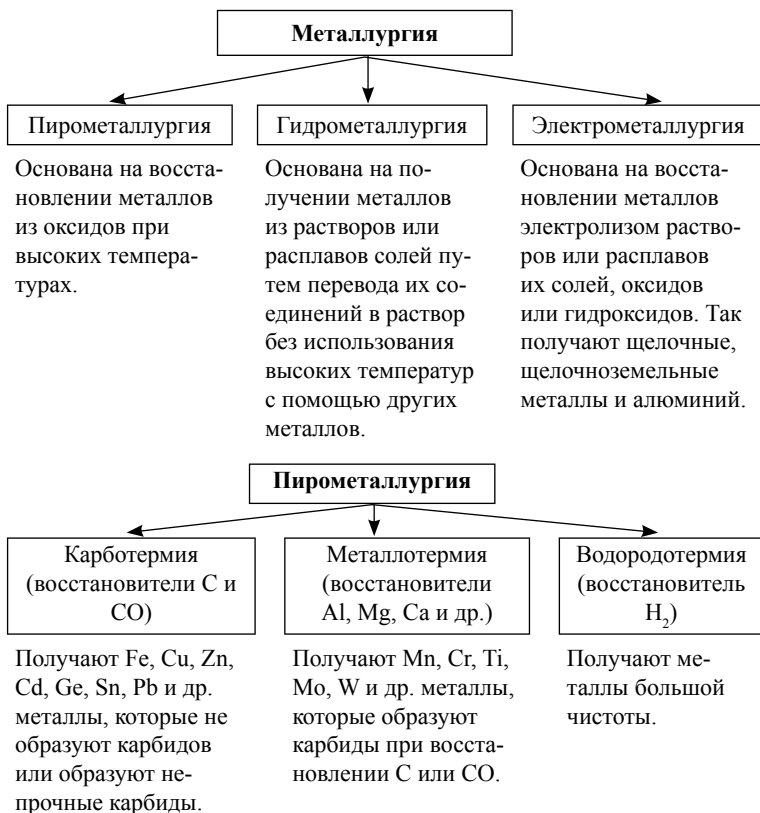 Металлургия
Пирометаллургия
Основана на восста-
новлении металлов
из оксидов при
высоких темпера-
турах.
Гидрометаллургия
Основана на по-
лучении металлов
из растворов или
расплавов солей пу-
тем перевода их со-
единений в раствор
без использования
высоких температур
с помощью других
металлов.
Электрометаллургия
Основана на восста-
новлении металлов
электролизом раство-
ров или расплавов
их солей, оксидов
или гидроксидов. Так
получают щелочные,
щелочноземельные
металлы и алюминий.
Пирометаллургия
Карботермия
(восстановители С и
СО)
Получают Fe, Cu, Zn,
Cd, Ge, Sn, Pb и др.
металлы, которые не
образуют карбидов
или образуют не-
прочные карбиды.
Металлотермия
(восстановители
Al, Mg, Ca и др.)
Получают Mn, Cr, Ti,
Mo, W и др. металлы,
которые образуют
карбиды при восста-
новлении С или СО.
Водородотермия
(восстановитель
H₂)
Получают ме-
таллы большой
чистоты.